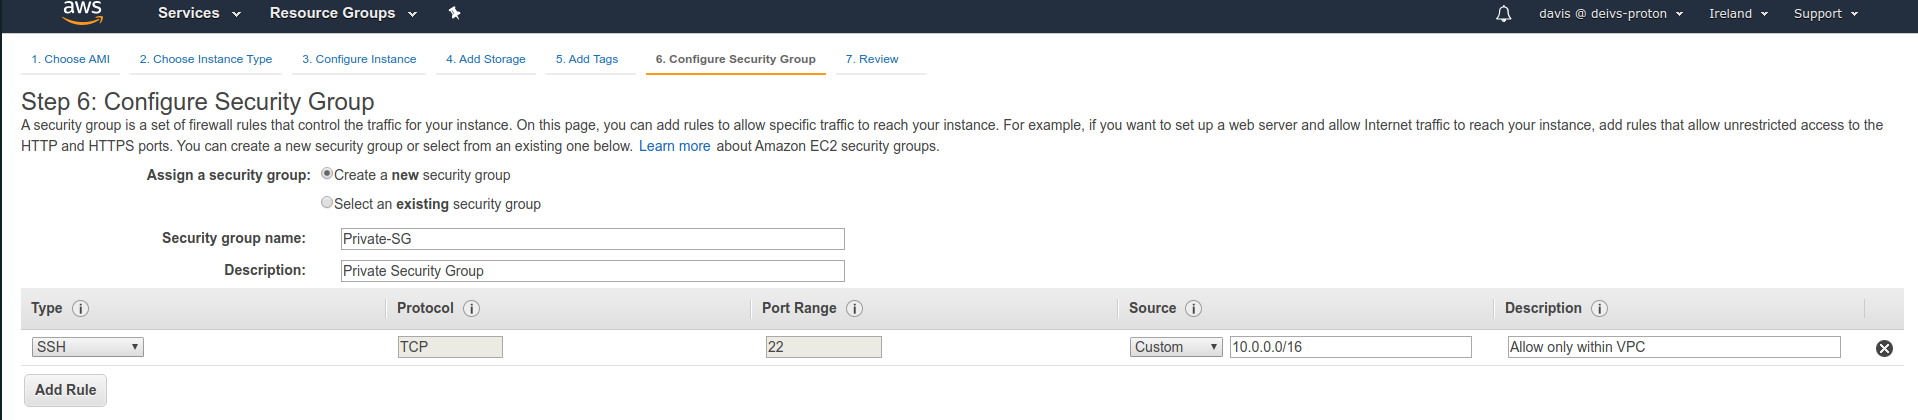 aws Services Resource Groups davis @ deivs-proton Ireland Support
1. Choose AMI 2. Choose Instance Type 3. Configure Instance 4. Add Storage 5. Add Tags 6. Configure Security Group 7. Review
Step 6: Configure Security Group
A security group is a set of firewall rules that control the traffic for your instance. On this page, you can add rules to allow specific traffic to reach your instance. For example, if you want to set up a web server and allow Internet traffic to reach your instance, add rules that allow unrestricted access to the
HTTP and HTTPS ports. You can create a new security group or select from an existing one below. Learn more about Amazon EC2 security groups.
Assign a security group: Create a new security group
Select an existing security group
Security group name: Private-SG
Description: Private Security Group
Type i Protocol i Port Range i Source i Description i
SSH TCP 22 Custom 10.0.0.0/16 Allow only within VPC
Add Rule